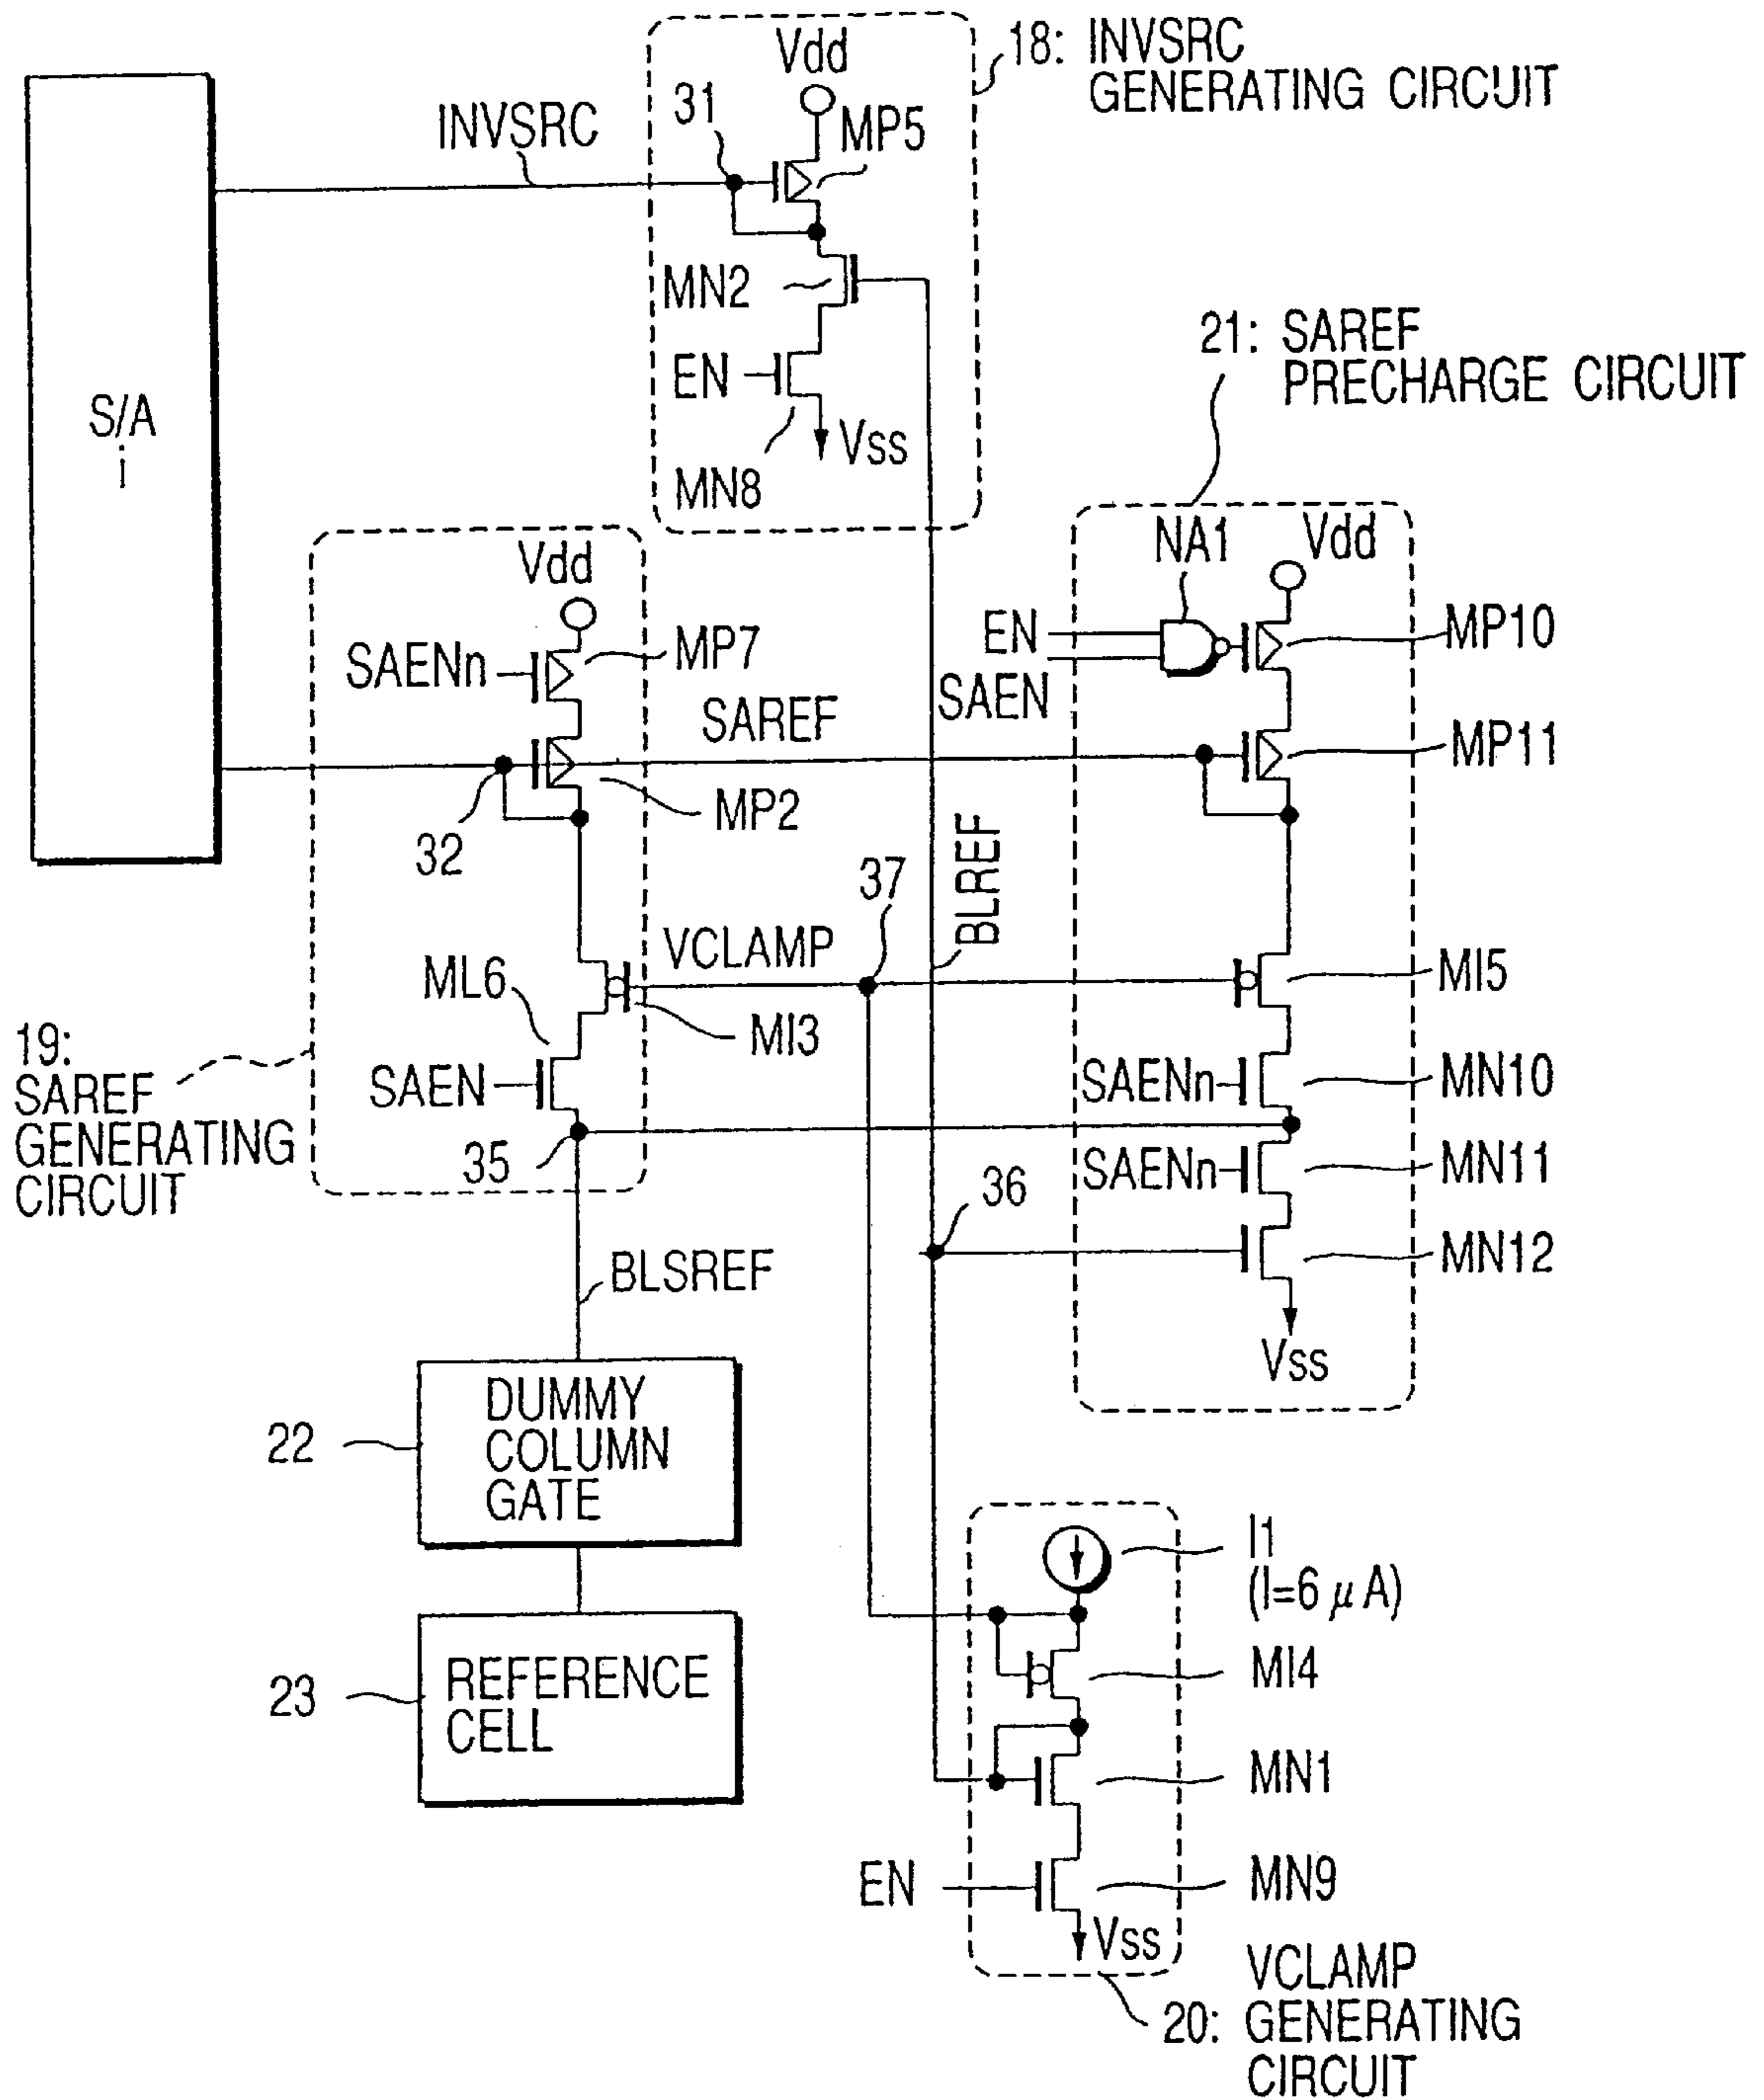 Vdd
18: INVSRC
GENERATING CIRCUIT
31
INVSRC
MP5
MN2
EN
Vss
MN8
S/A
i
21: SAREF
PRECHARGE CIRCUIT
NA1
Vdd
Vdd
EN
SAEN
MP10
SAENn
MP7
SAREF
MP11
MP2
32
37
BLREF
VCLAMP
ML6
MI3
MI5
19:
SAREF
GENERATING
CIRCUIT
SAEN
SAENn
MN10
35
SAENn
MN11
36
MN12
BLSREF
Vss
22
DUMMY
COLUMN
GATE
I1
(I=6 μA)
23
REFERENCE
CELL
MI4
MN1
EN
MN9
Vss
20: VCLAMP
GENERATING
CIRCUIT